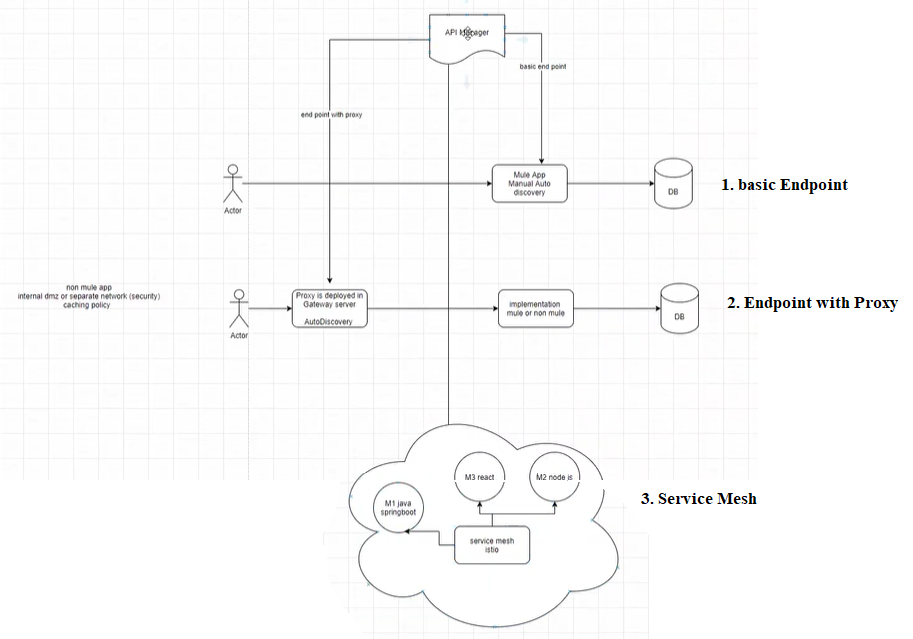 API Manager
basic end point
end point with proxy
Mule App
Manual Auto
discovery
DB
1. basic Endpoint
Actor
non mule app
internal dmz or separate network (security)
caching policy
Proxy is deployed in
Gateway server
AutoDiscovery
implementation
mule or non mule
DB
2. Endpoint with Proxy
Actor
M3 react
M2 node js
M1 java
springboot
service mesh
istio
3. Service Mesh